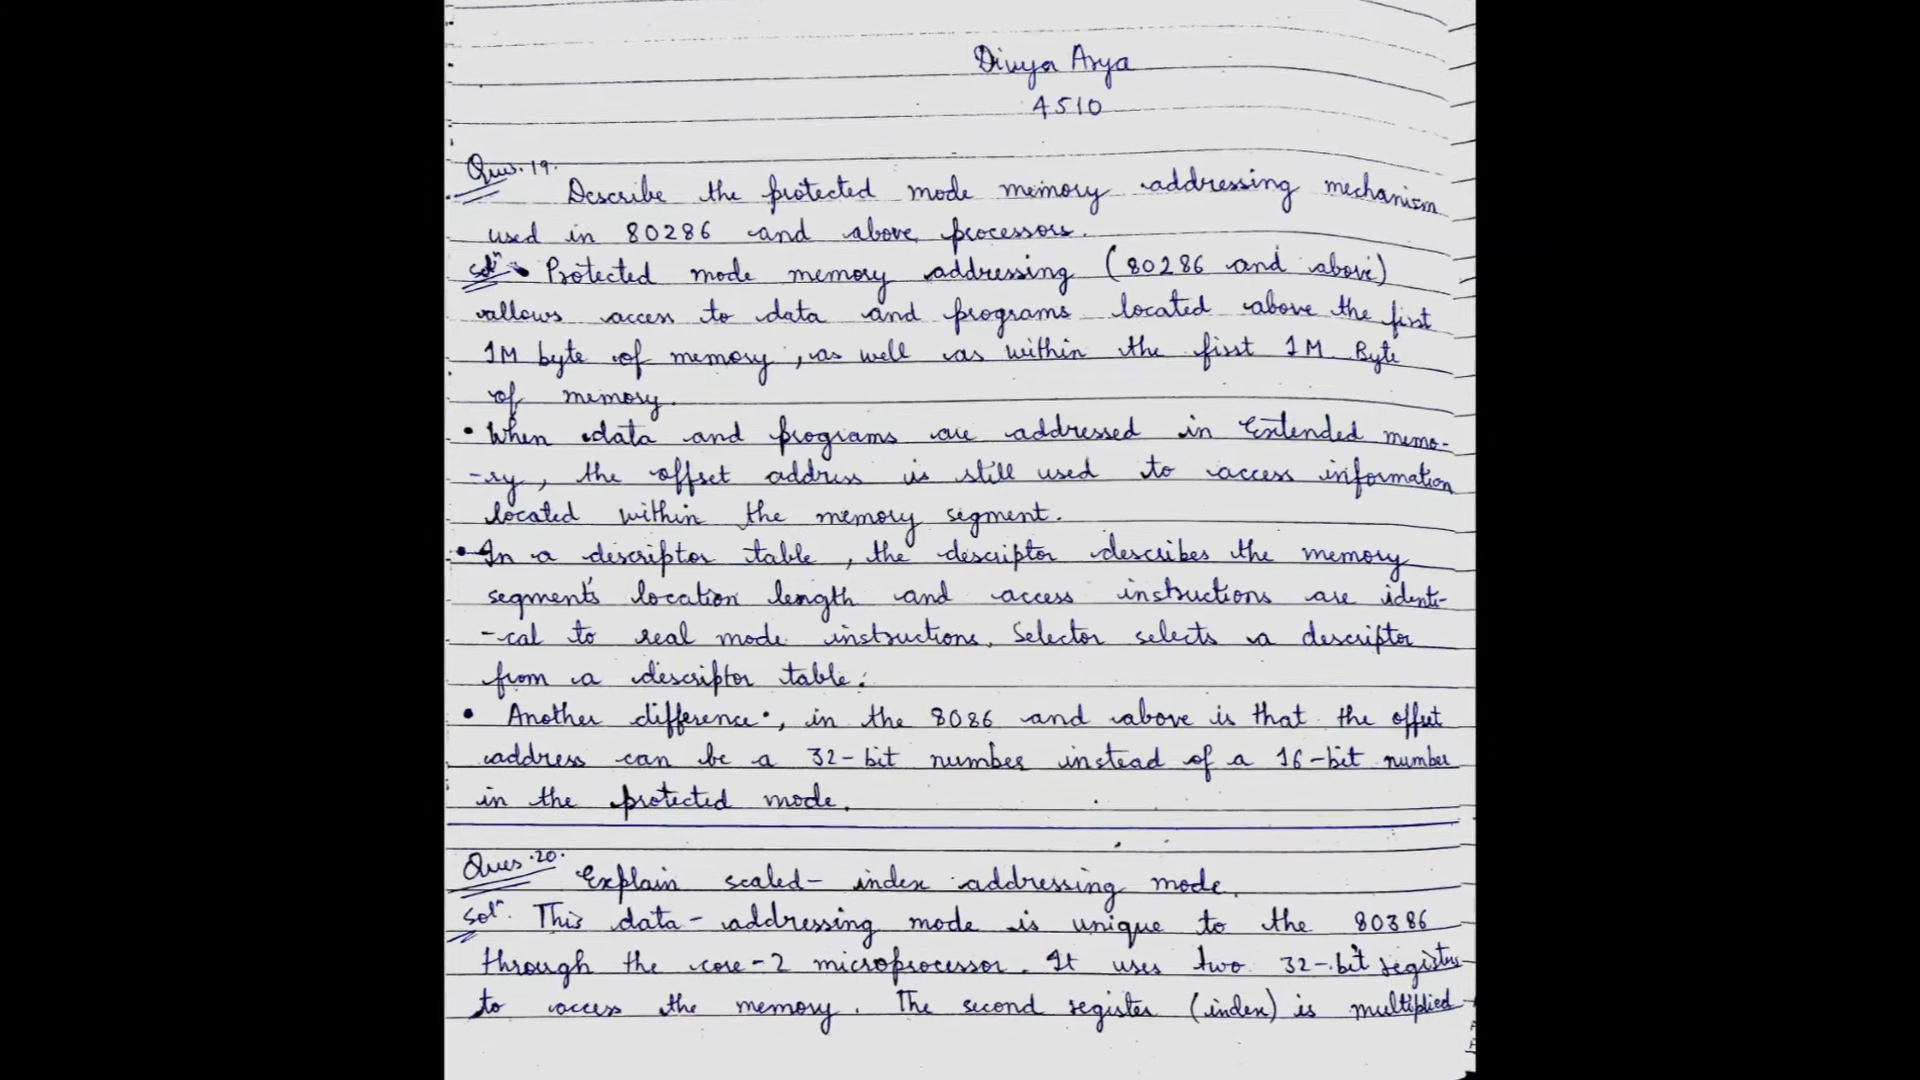 Divya Arya
4510
Ques.19.
Describe the protected mode memory addressing mechanism
used in 80286 and above processors.
Solⁿ • Protected mode memory addressing (80286 and above)
allows access to data and programs located above the first
1M byte of memory, as well as within the first 1M Byte
of memory.
• When data and programs are addressed in Extended memo-
-ry, the offset address is still used to access information
located within the memory segment.
• In a descriptor table, the descriptor describes the memory
segment's location length and access instructions are identi-
-cal to real mode instructions. Selector selects a descriptor
from a descriptor table.
• Another difference, in the 8086 and above is that the offset
address can be a 32-bit number instead of a 16-bit number
in the protected mode.
Ques.20.
Explain scaled-index addressing mode.
Solⁿ. This data-addressing mode is unique to the 80386
through the core-2 microprocessor. It uses two 32-bit registers
to access the memory. The second register (index) is multiplied